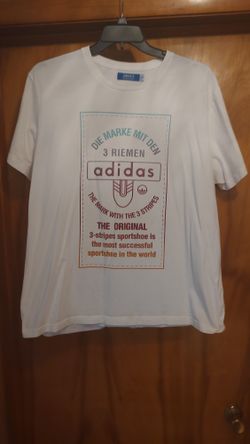 DIE MARKE MIT DEN
3 RIEMEN
adidas
THE MARK WITH THE 3 STRIPES
THE ORIGINAL
3-stripes sportshoe is
the most successful
sportshoe in the world